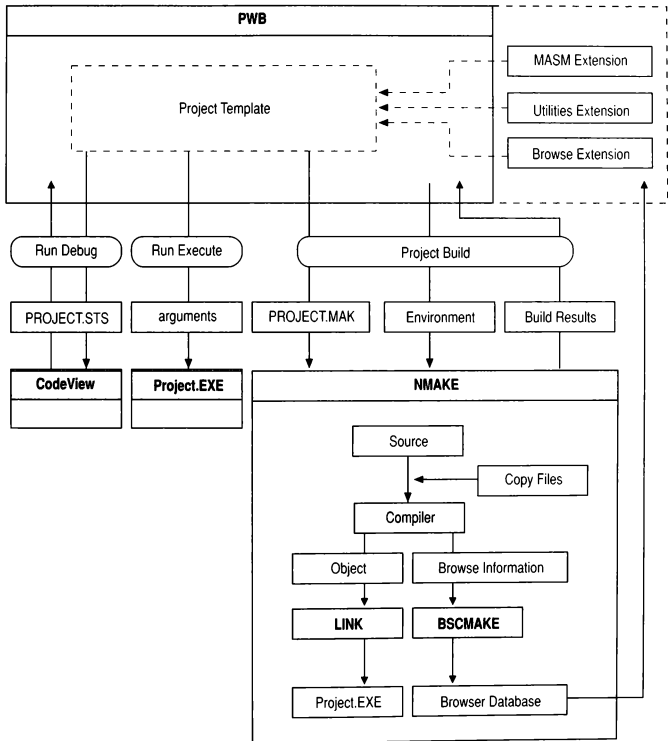 PWB
MASM Extension
Project Template
Utilities Extension
Browse Extension
Run Debug
Run Execute
Project Build
PROJECT.STS
arguments
PROJECT.MAK
Environment
Build Results
CodeView
Project.EXE
NMAKE
Source
Copy Files
Compiler
Object
Browse Information
LINK
BSCMAKE
Project.EXE
Browser Database